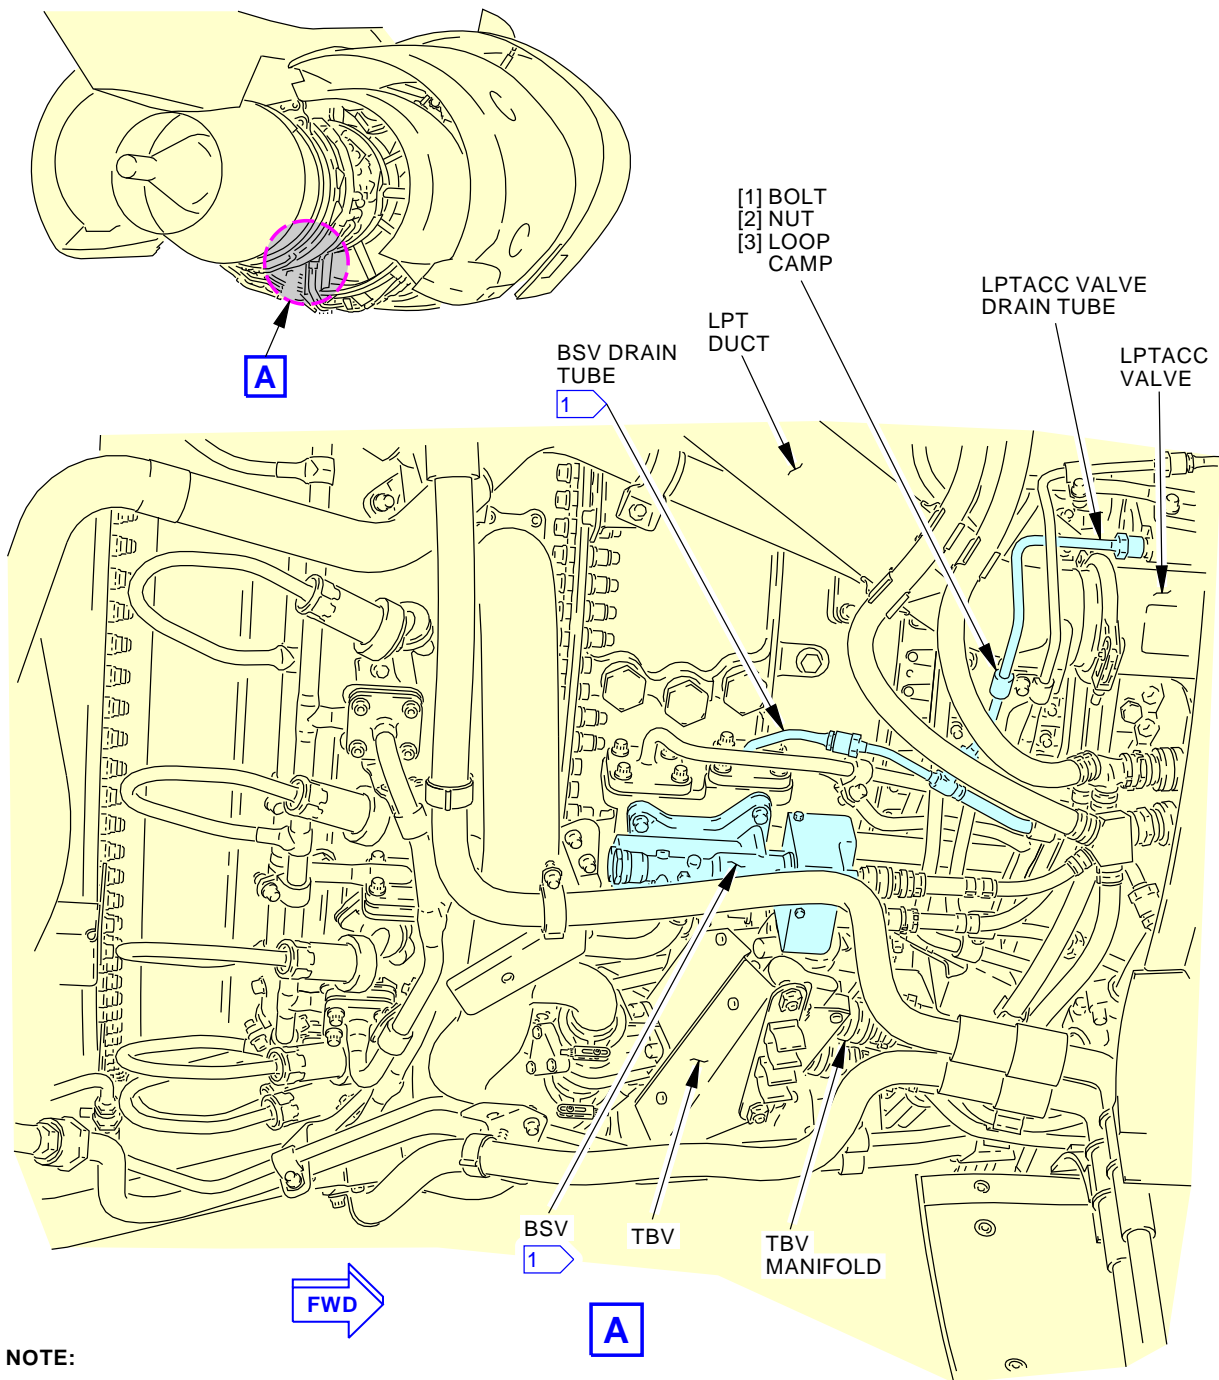 A
[1] BOLT
[2] NUT
[3] LOOP
CAMP
LPTACC VALVE
DRAIN TUBE
LPT
DUCT
BSV DRAIN
TUBE
1
LPTACC
VALVE
BSV
1
TBV
TBV
MANIFOLD
FWD
A
NOTE: